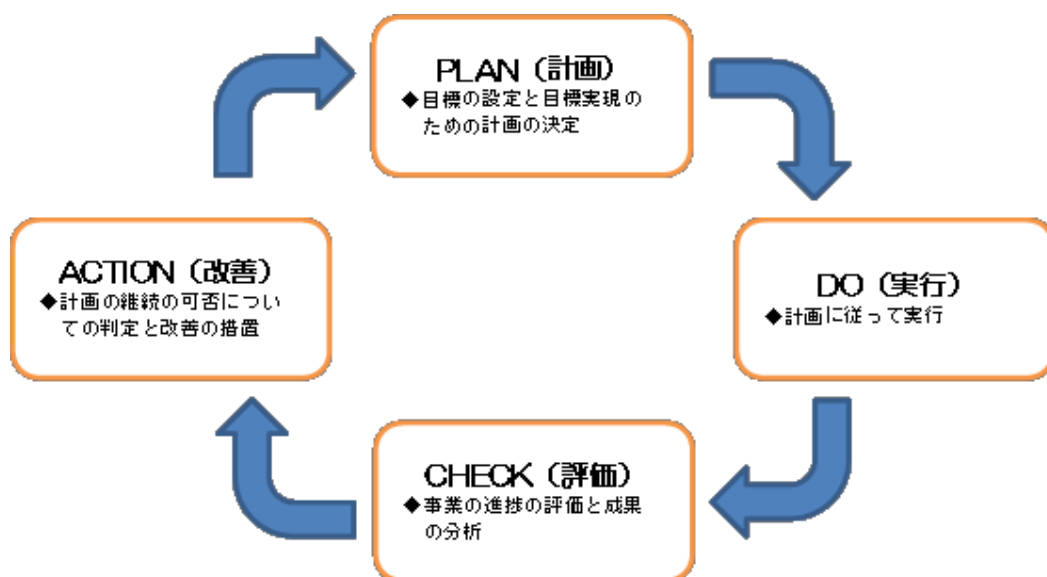 PLAN（計画）
◆目標の設定と目標実現の
ための計画の決定
DO（実行）
◆計画に従って実行
CHECK（評価）
◆事業の進捗の評価と成果
の分析
ACTION（改善）
◆計画の継続の可否につい
ての判定と改善の措置